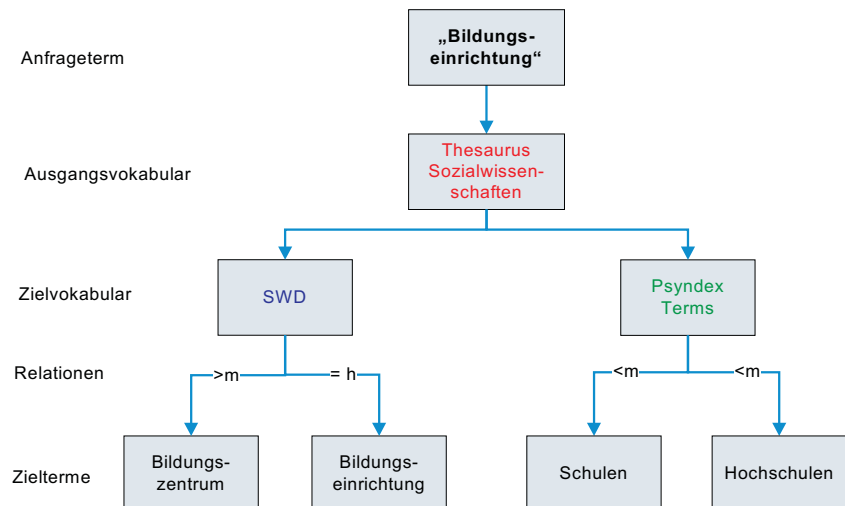 Anfrageterm
„Bildungs-
einrichtung“
Ausgangsvokabular
Thesaurus
Sozialwissen-
schaften
Zielvokabular
SWD
Psyndex
Terms
Relationen
>m
= h
<m
<m
Zielterme
Bildungs-
zentrum
Bildungs-
einrichtung
Schulen
Hochschulen